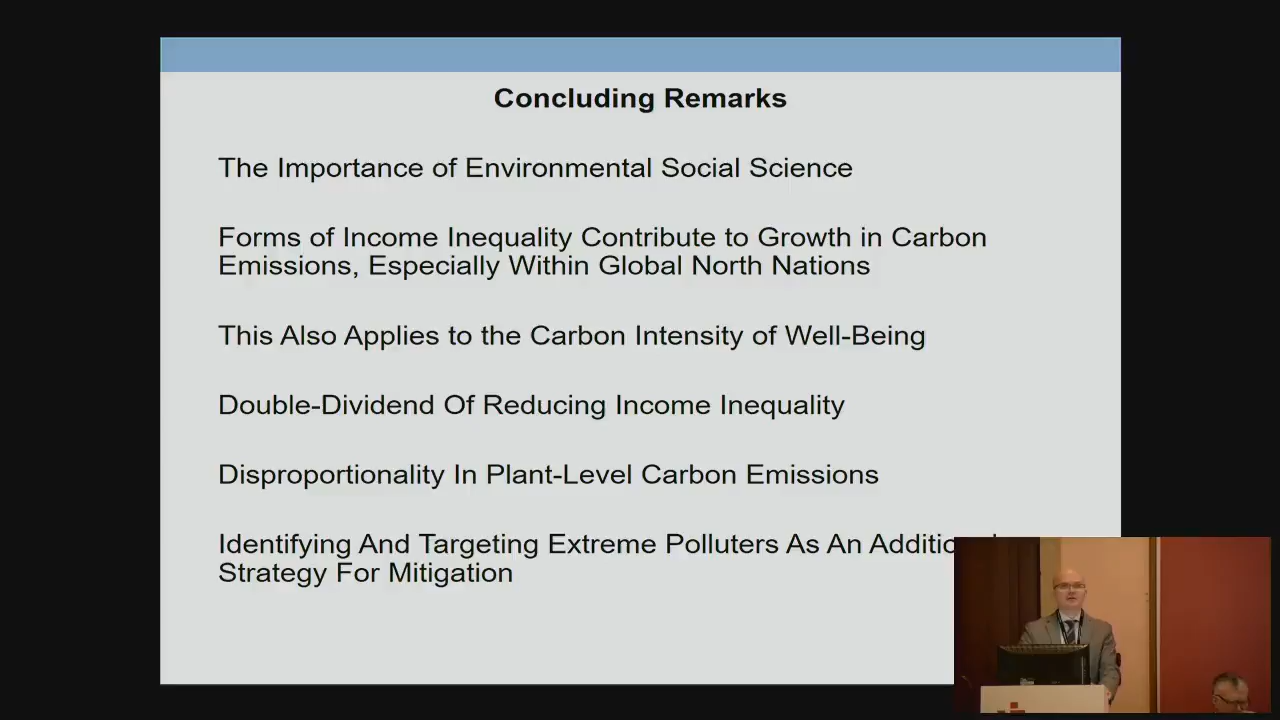 Concluding Remarks
The Importance of Environmental Social Science
Forms of Income Inequality Contribute to Growth in Carbon
Emissions, Especially Within Global North Nations
This Also Applies to the Carbon Intensity of Well-Being
Double-Dividend Of Reducing Income Inequality
Disproportionality In Plant-Level Carbon Emissions
Identifying And Targeting Extreme Polluters As An
Strategy For Mitigation